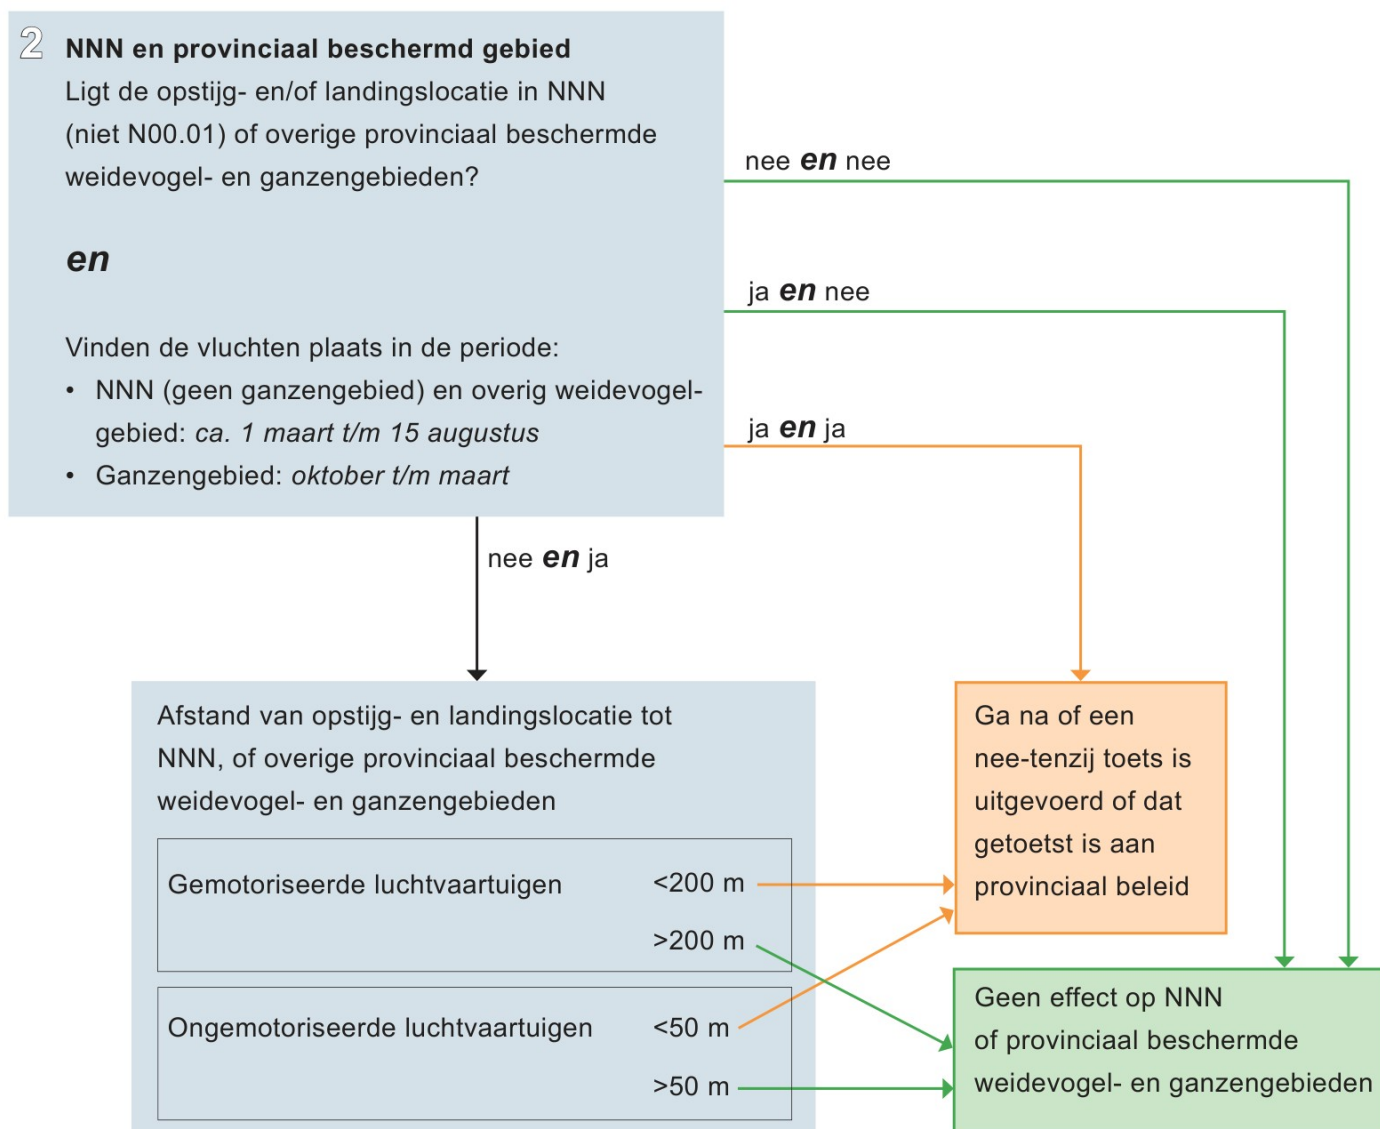 2 NNN en provinciaal beschermd gebied
Ligt de opstijg- en/of landingslocatie in NNN
(niet N00.01) of overige provinciaal beschermde
weidevogel- en ganzengebieden?
en
Vinden de vluchten plaats in de periode:
• NNN (geen ganzengebied) en overig weidevogel-
gebied: ca. 1 maart t/m 15 augustus
• Ganzengebied: oktober t/m maart
nee en nee
ja en nee
ja en ja
nee en ja
Afstand van opstijg- en landingslocatie tot
NNN, of overige provinciaal beschermde
weidevogel- en ganzengebieden
Gemotoriseerde luchtvaartuigen <200 m
>200 m
Ongemotoriseerde luchtvaartuigen <50 m
>50 m
Ga na of een
nee-tenzij toets is
uitgevoerd of dat
getoetst is aan
provinciaal beleid
Geen effect op NNN
of provinciaal beschermde
weidevogel- en ganzengebieden